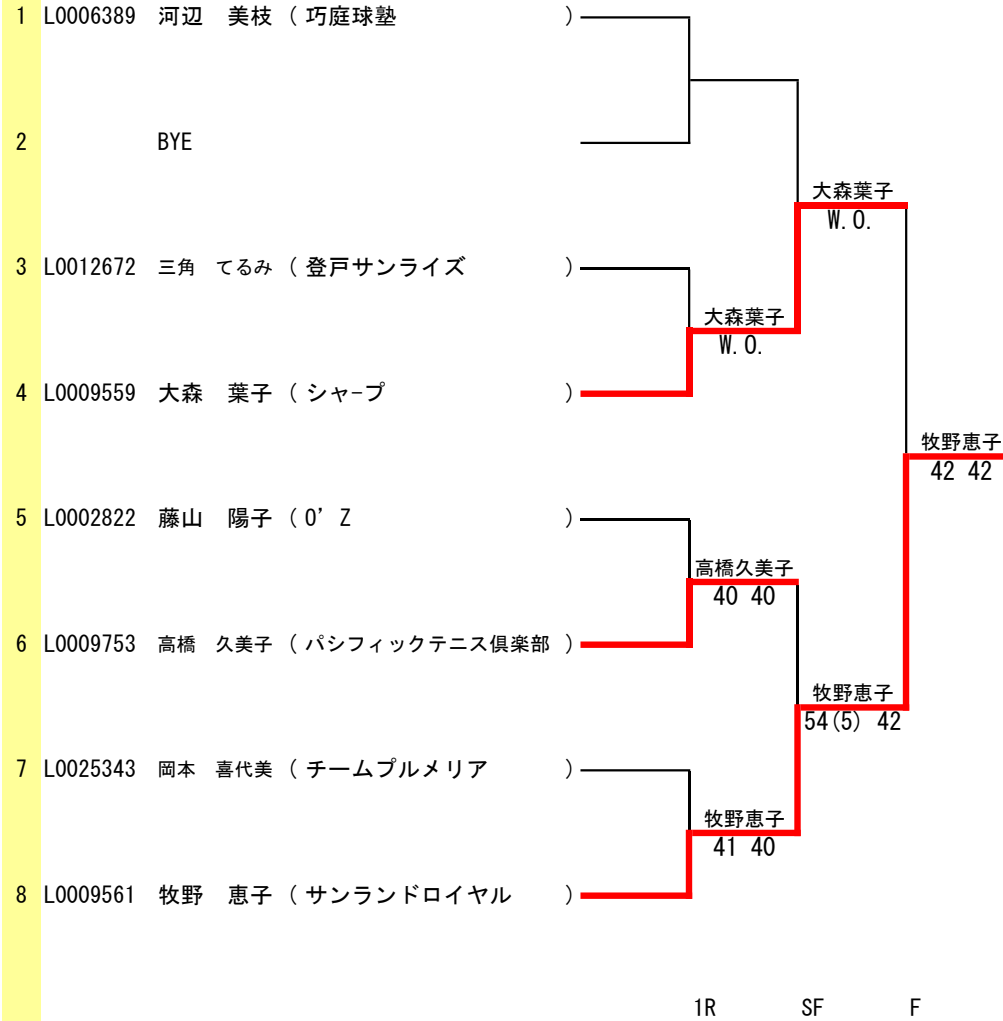 1 L0006389 河辺　美枝 ( 巧庭球塾 )
2 BYE
大森葉子
W.O.
3 L0012672 三角　てるみ ( 登戸サンライズ )
大森葉子
W.O.
4 L0009559 大森　葉子 ( シャ-プ )
牧野恵子
42 42
5 L0002822 藤山　陽子 ( O' Z )
高橋久美子
40 40
6 L0009753 高橋　久美子 ( パシフィックテニス倶楽部 )
牧野恵子
54(5) 42
7 L0025343 岡本　喜代美 ( チームプルメリア )
牧野恵子
41 40
8 L0009561 牧野　恵子 ( サンランドロイヤル )
1R SF F